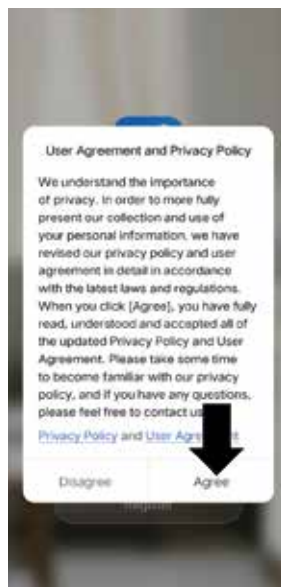 User Agreement and Privacy Policy
We understand the importance
of privacy. In order to more fully
present our collection and use of
your personal information, we have
revised our privacy policy and user
agreement in detail in accordance
with the latest laws and regulations.
When you click [Agree], you have fully
read, understood and accepted all of
the updated Privacy Policy and User
Agreement. Please take some time
to become familiar with our privacy
policy, and if you have any questions,
please feel free to contact us
Privacy Policy and User
Disagree Agree
Register